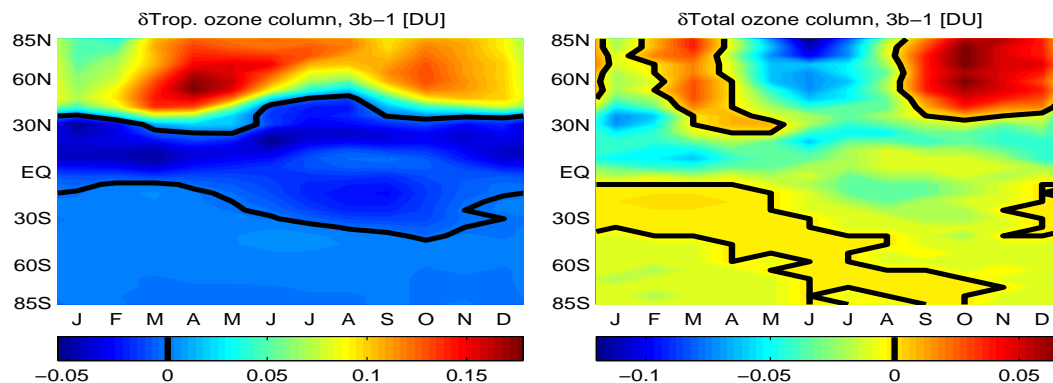 δTrop. ozone column, 3b−1 [DU]
85N
60N
30N
EQ
30S
60S
85S
J F M A M J J A S O N D
−0.05 0 0.05 0.1 0.15
δTotal ozone column, 3b−1 [DU]
85N
60N
30N
EQ
30S
60S
85S
J F M A M J J A S O N D
−0.1 −0.05 0 0.05